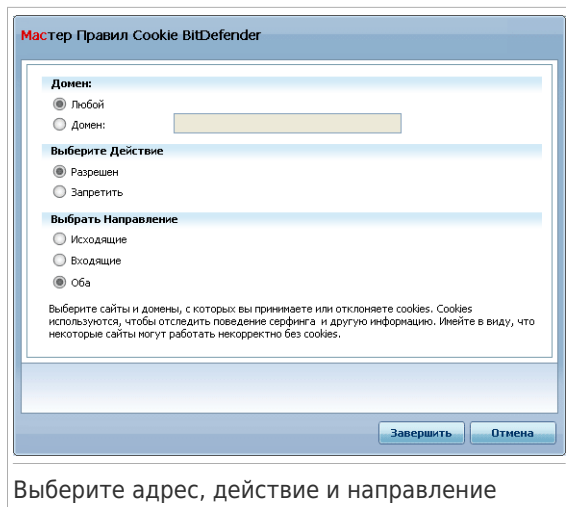 Мастер Правил Cookie BitDefender
Домен:
Любой
Домен:
Выберите Действие
Разрешен
Запретить
Выбрать Направление
Исходящие
Входящие
Оба
Выберите сайты и домены, с которых вы принимаете или отклоняете cookies. Cookies
используются, чтобы отследить поведение серфинга и другую информацию. Имейте в виду, что
некоторые сайты могут работать некорректно без cookies.
Завершить
Отмена
Выберите адрес, действие и направление